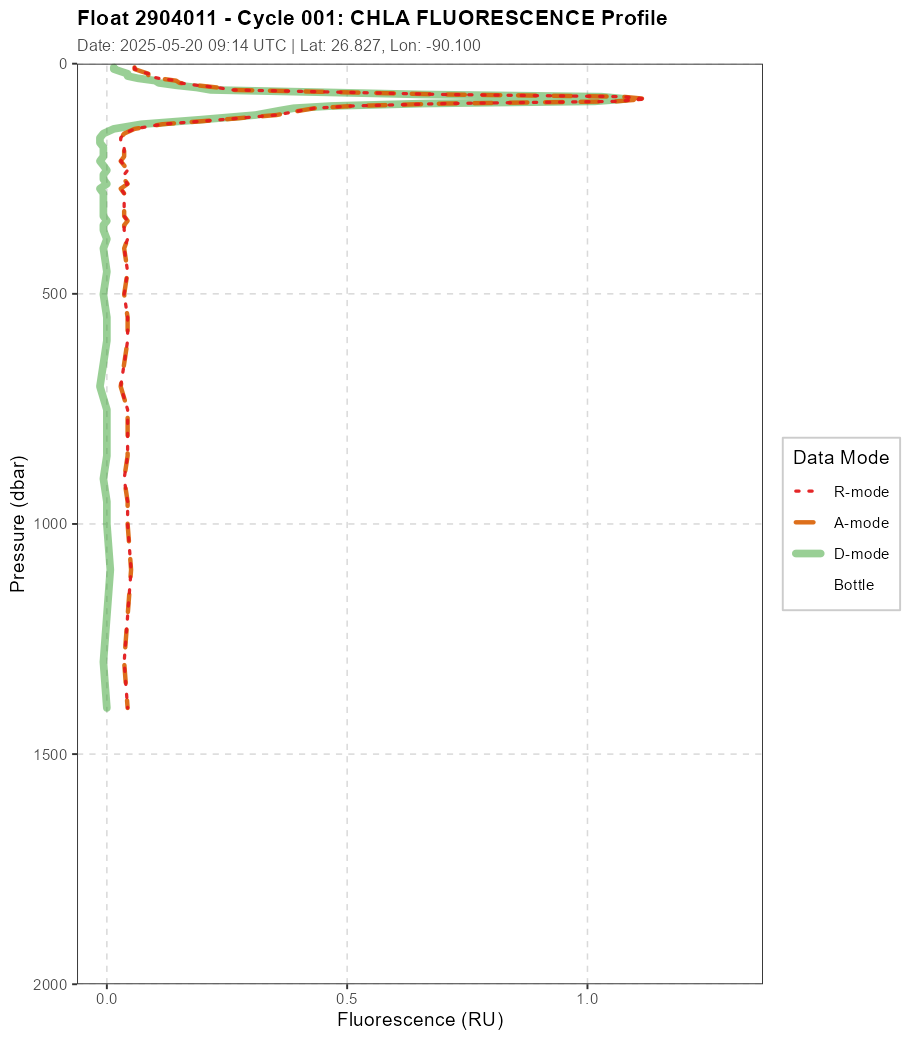 Float 2904011 - Cycle 001: CHLA FLUORESCENCE Profile
Date: 2025-05-20 09:14 UTC | Lat: 26.827, Lon: -90.100
0
500
1000
1500
2000
Pressure (dbar)
0.0
0.5
1.0
Fluorescence (RU)
Data Mode
R-mode
A-mode
D-mode
Bottle